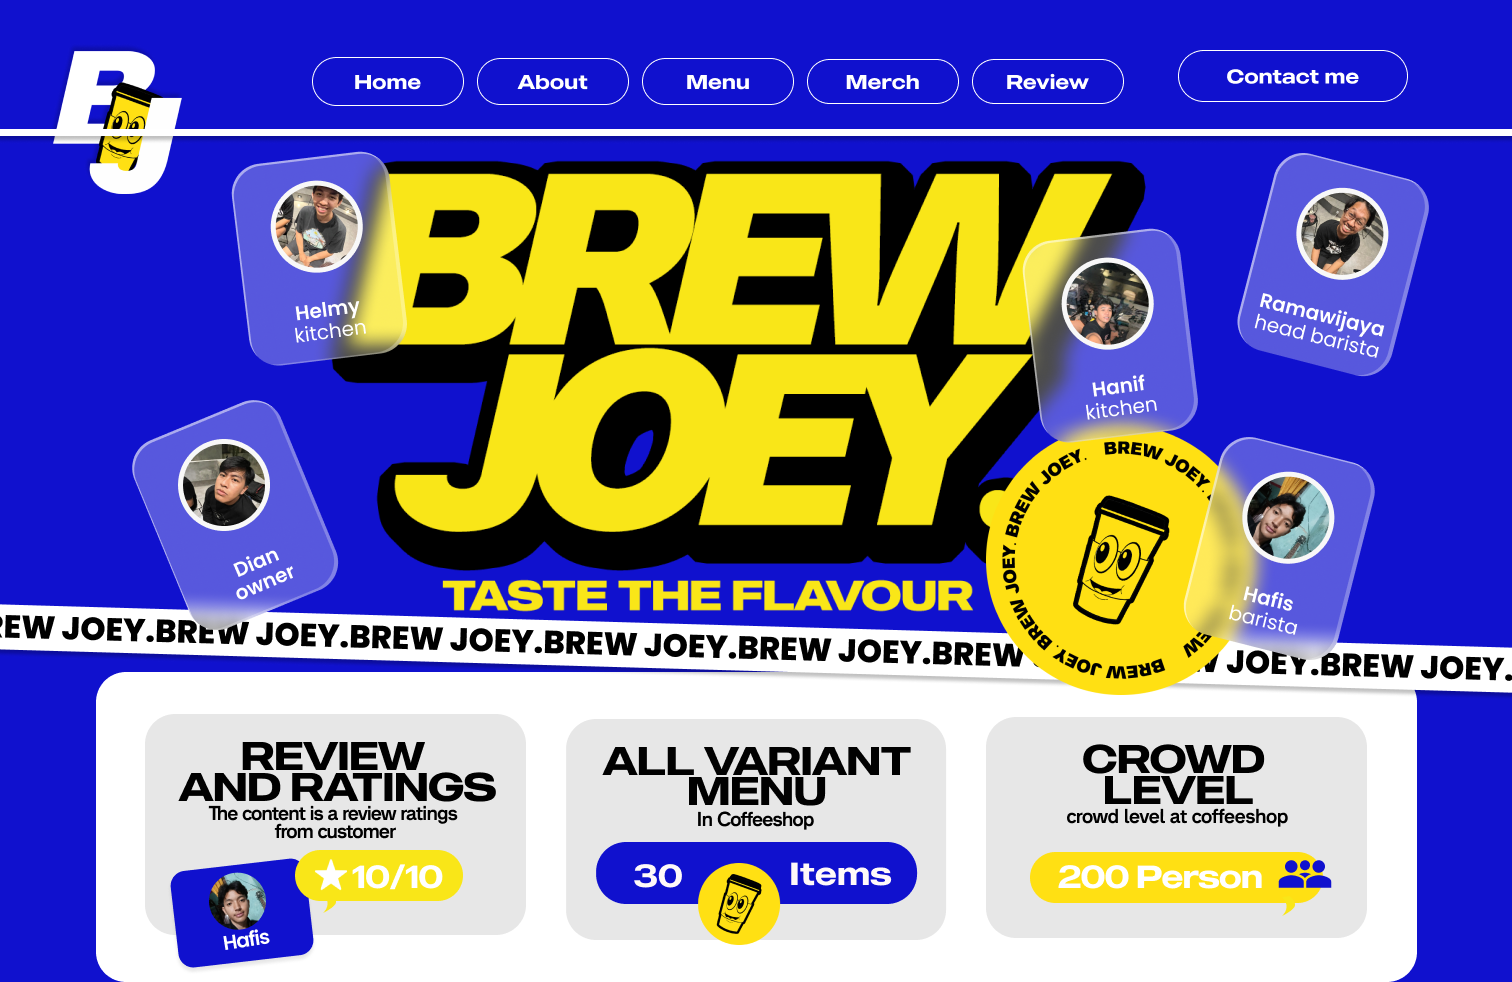 BJ
Home
About
Menu
Merch
Review
Contact me
BREW
JOEY.
Helmy
kitchen
Hanif
kitchen
Ramawijaya
head barista
Dian
owner
Hafis
barista
TASTE THE FLAVOUR
BREW JOEY. BREW JOEY. BREW JOEY. BREW JOEY. BREW JOEY.
REW JOEY.BREW JOEY.BREW JOEY.BREW JOEY.BREW JOEY.BREW JOEY.BREW JOEY.
REVIEW
AND RATINGS
The content is a review ratings
from customer
10/10
Hafis
ALL VARIANT
MENU
In Coffeeshop
30 Items
CROWD
LEVEL
crowd level at coffeeshop
200 Person